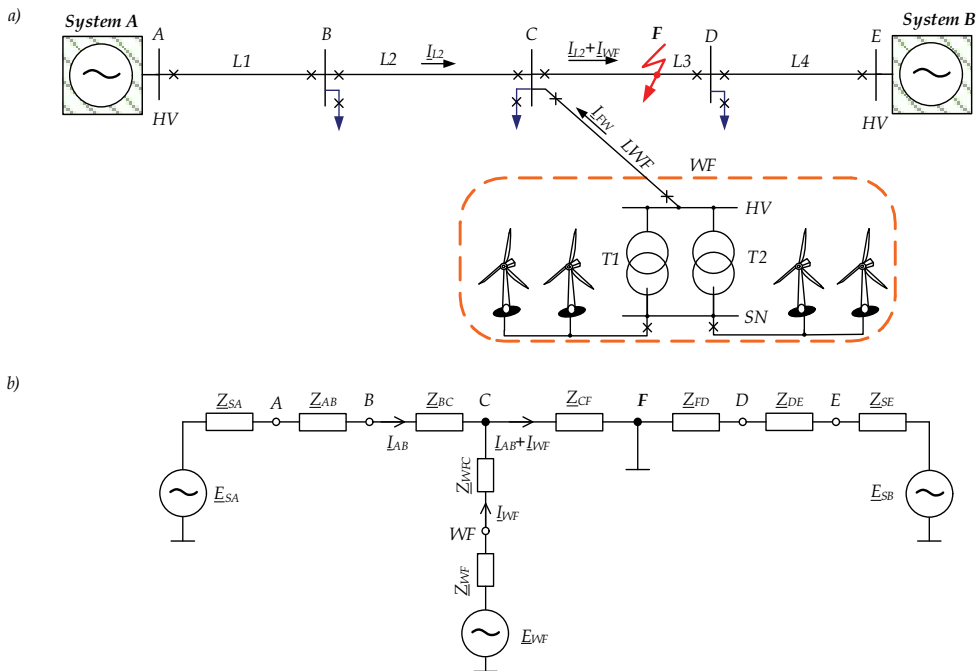 a)
System A
System B
A
B
C
D
E
L1
L2
I_L2
I_L2+I_WF
F
L3
L4
HV
HV
I_FW
LWF
WF
HV
T1
T2
SN
b)
Z_SA
A
Z_AB
B
Z_BC
C
Z_CF
F
Z_FD
D
Z_DE
E
Z_SE
I_AB
I_AB+I_WF
E_SA
Z_WFC
I_WF
WF
Z_WF
E_WF
E_SB